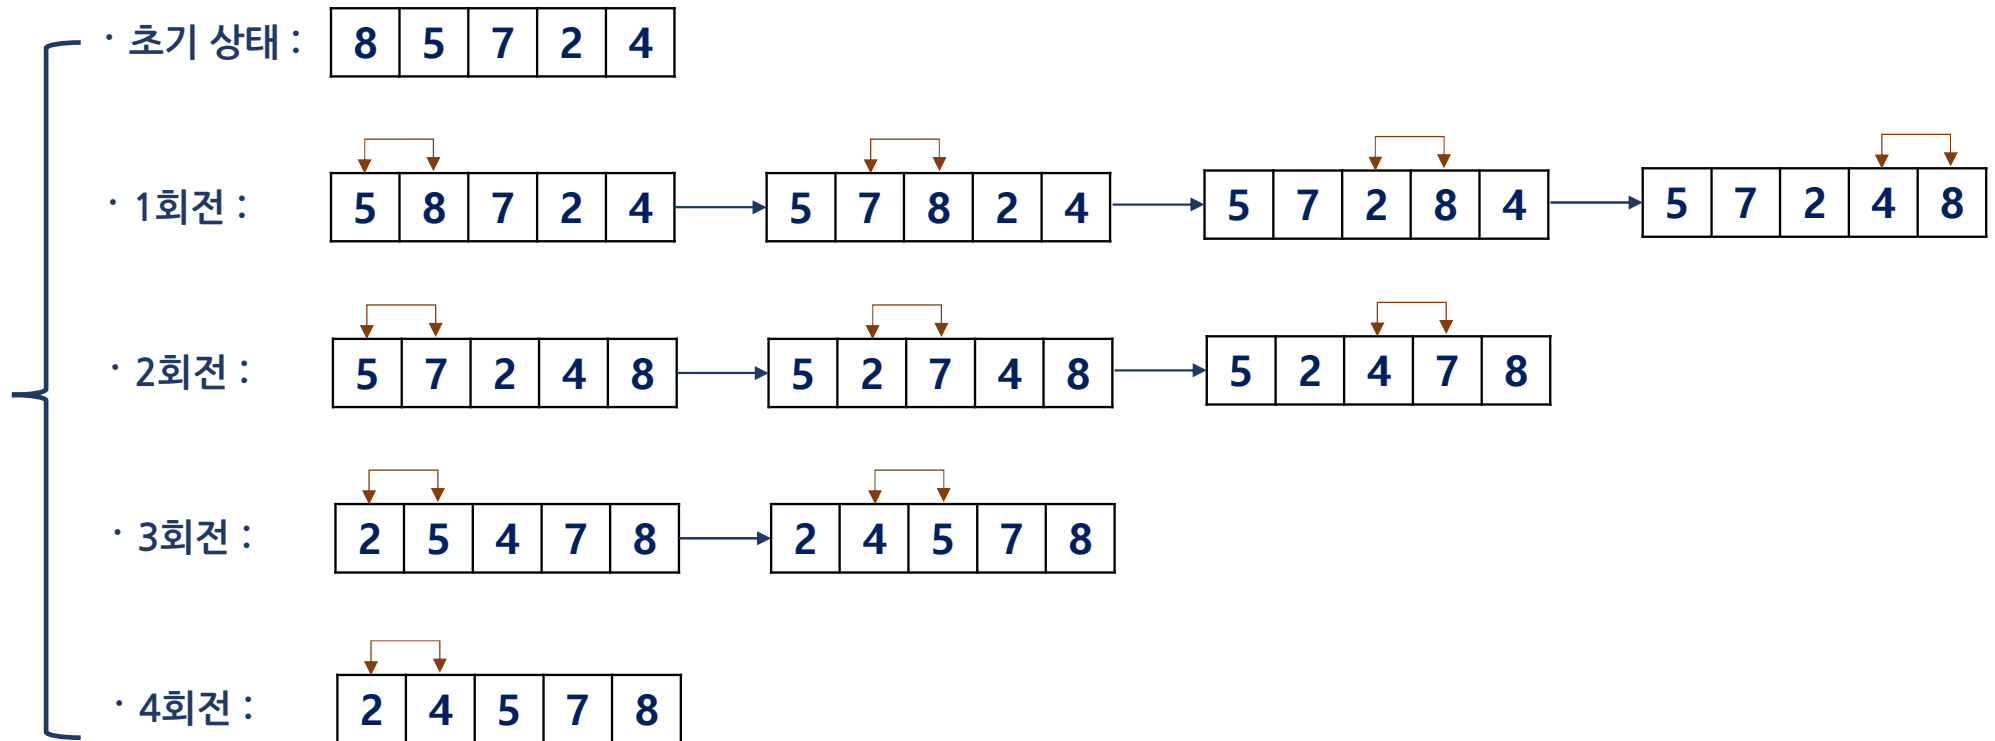 · 초기 상태 : 8 5 7 2 4
· 1회전 : 5 8 7 2 4 5 7 8 2 4 5 7 2 8 4 5 7 2 4 8
· 2회전 : 5 7 2 4 8 5 2 7 4 8 5 2 4 7 8
· 3회전 : 2 5 4 7 8 2 4 5 7 8
· 4회전 : 2 4 5 7 8